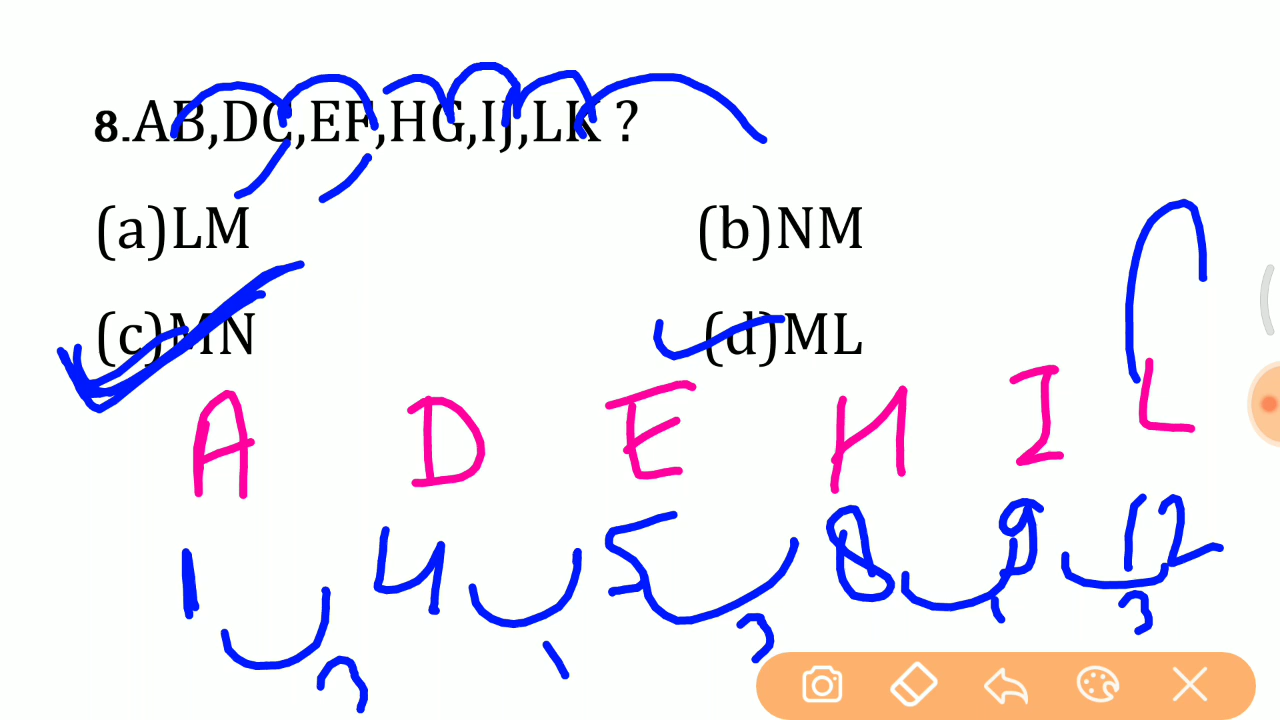 8.AB,DC,EF,HG,IJ,LK ?
(a)LM (b)NM
(c)MN (d)ML
A D E H I L
1 4 5 8 9 12
3 1 3 1 3